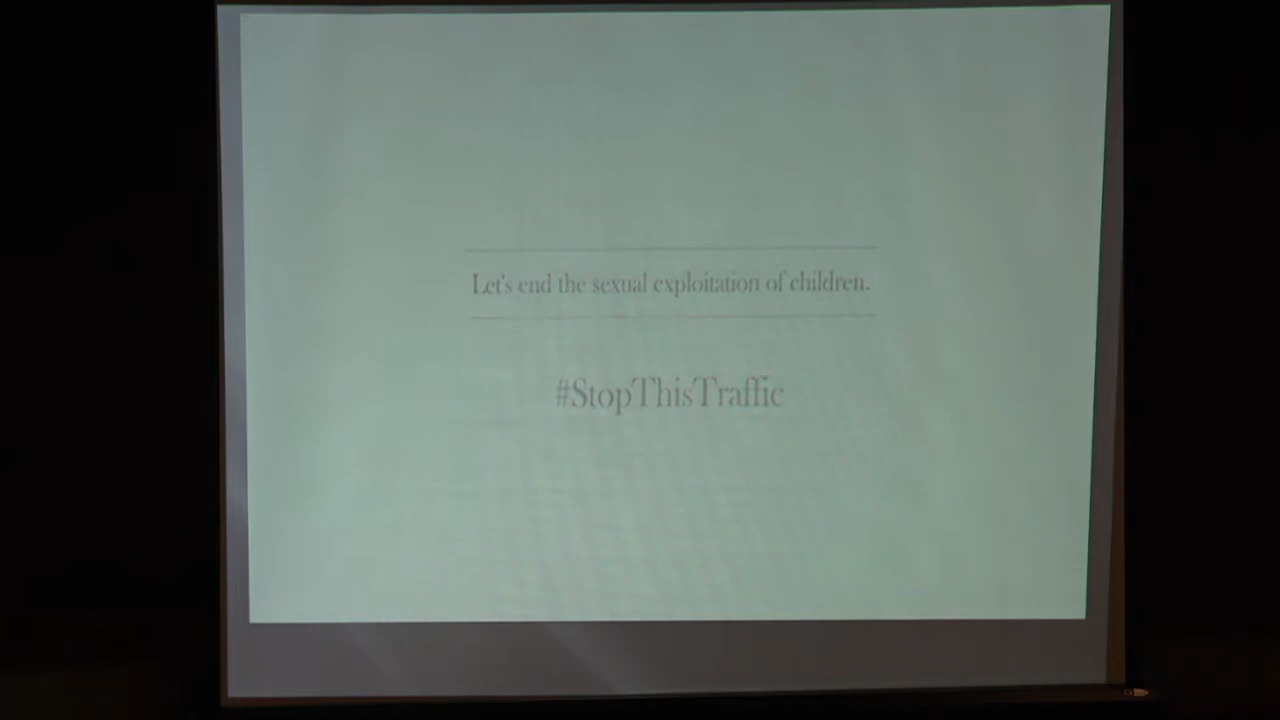 Let's end the sexual exploitation of children.
#StopThisTraffic